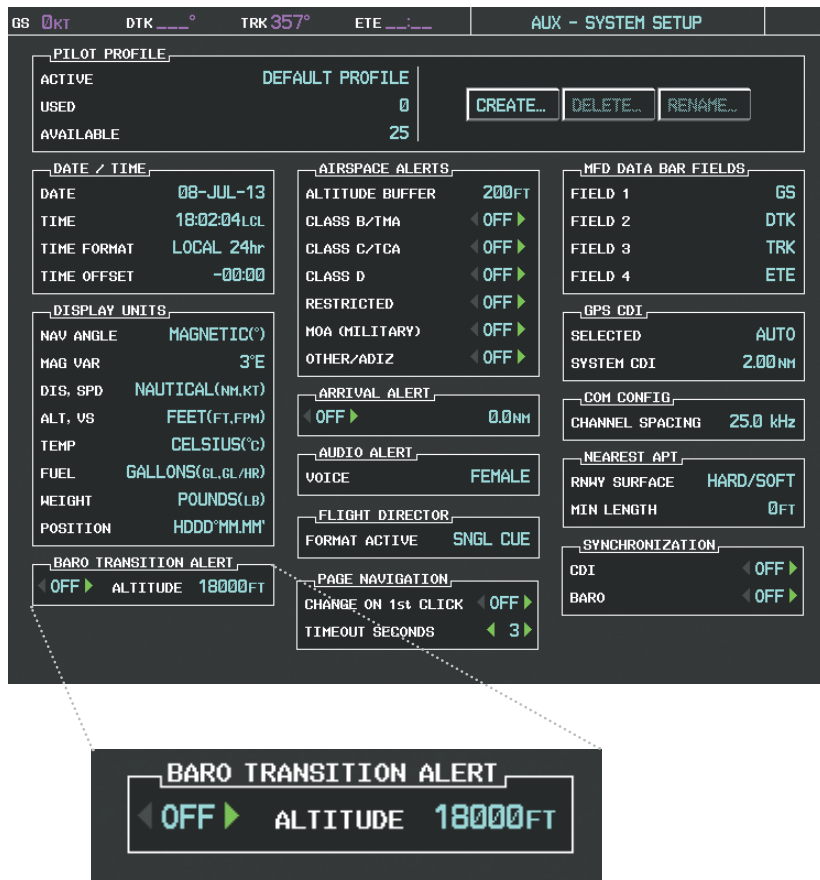 GS 0KT DTK ___° TRK 357° ETE __:__ AUX - SYSTEM SETUP
PILOT PROFILE
ACTIVE DEFAULT PROFILE
USED 0
AVAILABLE 25
CREATE… DELETE… RENAME…
DATE / TIME
DATE 08-JUL-13
TIME 18:02:04LCL
TIME FORMAT LOCAL 24hr
TIME OFFSET -00:00
DISPLAY UNITS
NAV ANGLE MAGNETIC(°)
MAG VAR 3°E
DIS, SPD NAUTICAL(NM,KT)
ALT, VS FEET(FT,FPM)
TEMP CELSIUS(°C)
FUEL GALLONS(GL,GL/HR)
WEIGHT POUNDS(LB)
POSITION HDDD°MM.MM'
BARO TRANSITION ALERT
OFF ALTITUDE 18000FT
AIRSPACE ALERTS
ALTITUDE BUFFER 200FT
CLASS B/TMA OFF
CLASS C/TCA OFF
CLASS D OFF
RESTRICTED OFF
MOA (MILITARY) OFF
OTHER/ADIZ OFF
ARRIVAL ALERT
OFF 0.0NM
AUDIO ALERT
VOICE FEMALE
FLIGHT DIRECTOR
FORMAT ACTIVE SNGL CUE
PAGE NAVIGATION
CHANGE ON 1st CLICK OFF
TIMEOUT SECONDS 3
MFD DATA BAR FIELDS
FIELD 1 GS
FIELD 2 DTK
FIELD 3 TRK
FIELD 4 ETE
GPS CDI
SELECTED AUTO
SYSTEM CDI 2.00NM
COM CONFIG
CHANNEL SPACING 25.0 kHz
NEAREST APT
RNWY SURFACE HARD/SOFT
MIN LENGTH 0FT
SYNCHRONIZATION
CDI OFF
BARO OFF
BARO TRANSITION ALERT
OFF ALTITUDE 18000FT